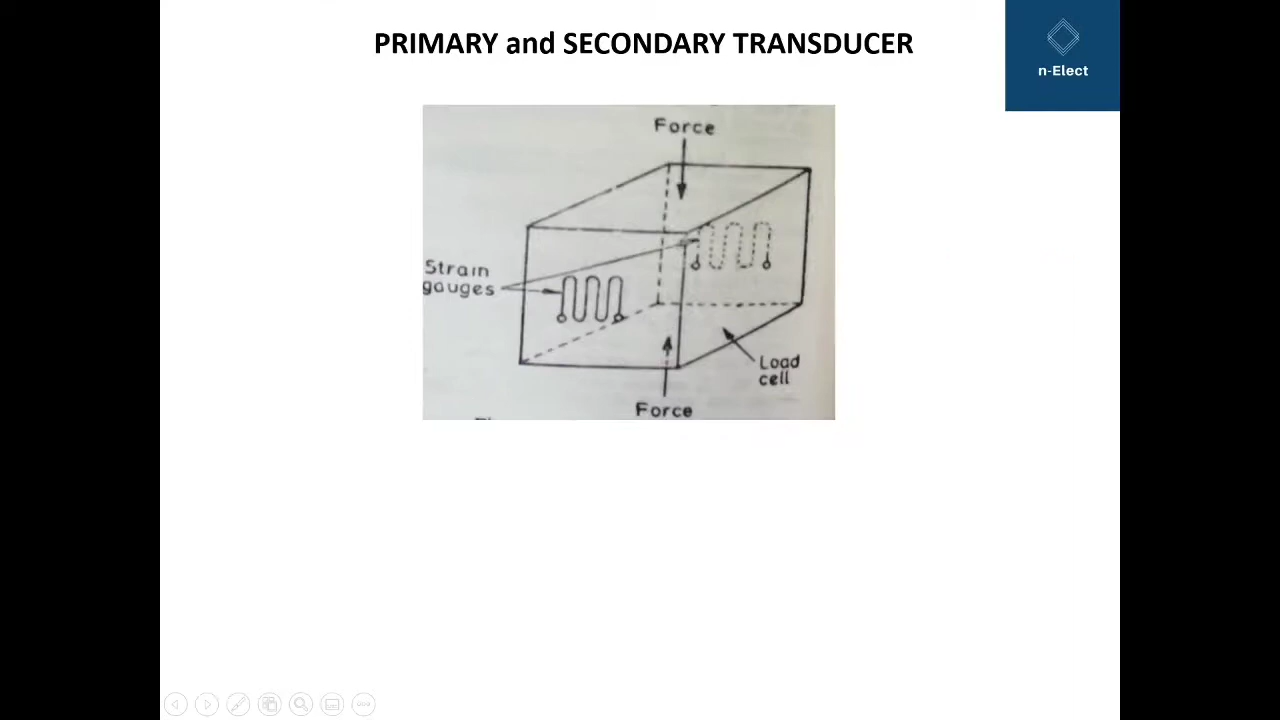 PRIMARY and SECONDARY TRANSDUCER
n-Elect
Force
Strain
gauges
Load
cell
Force